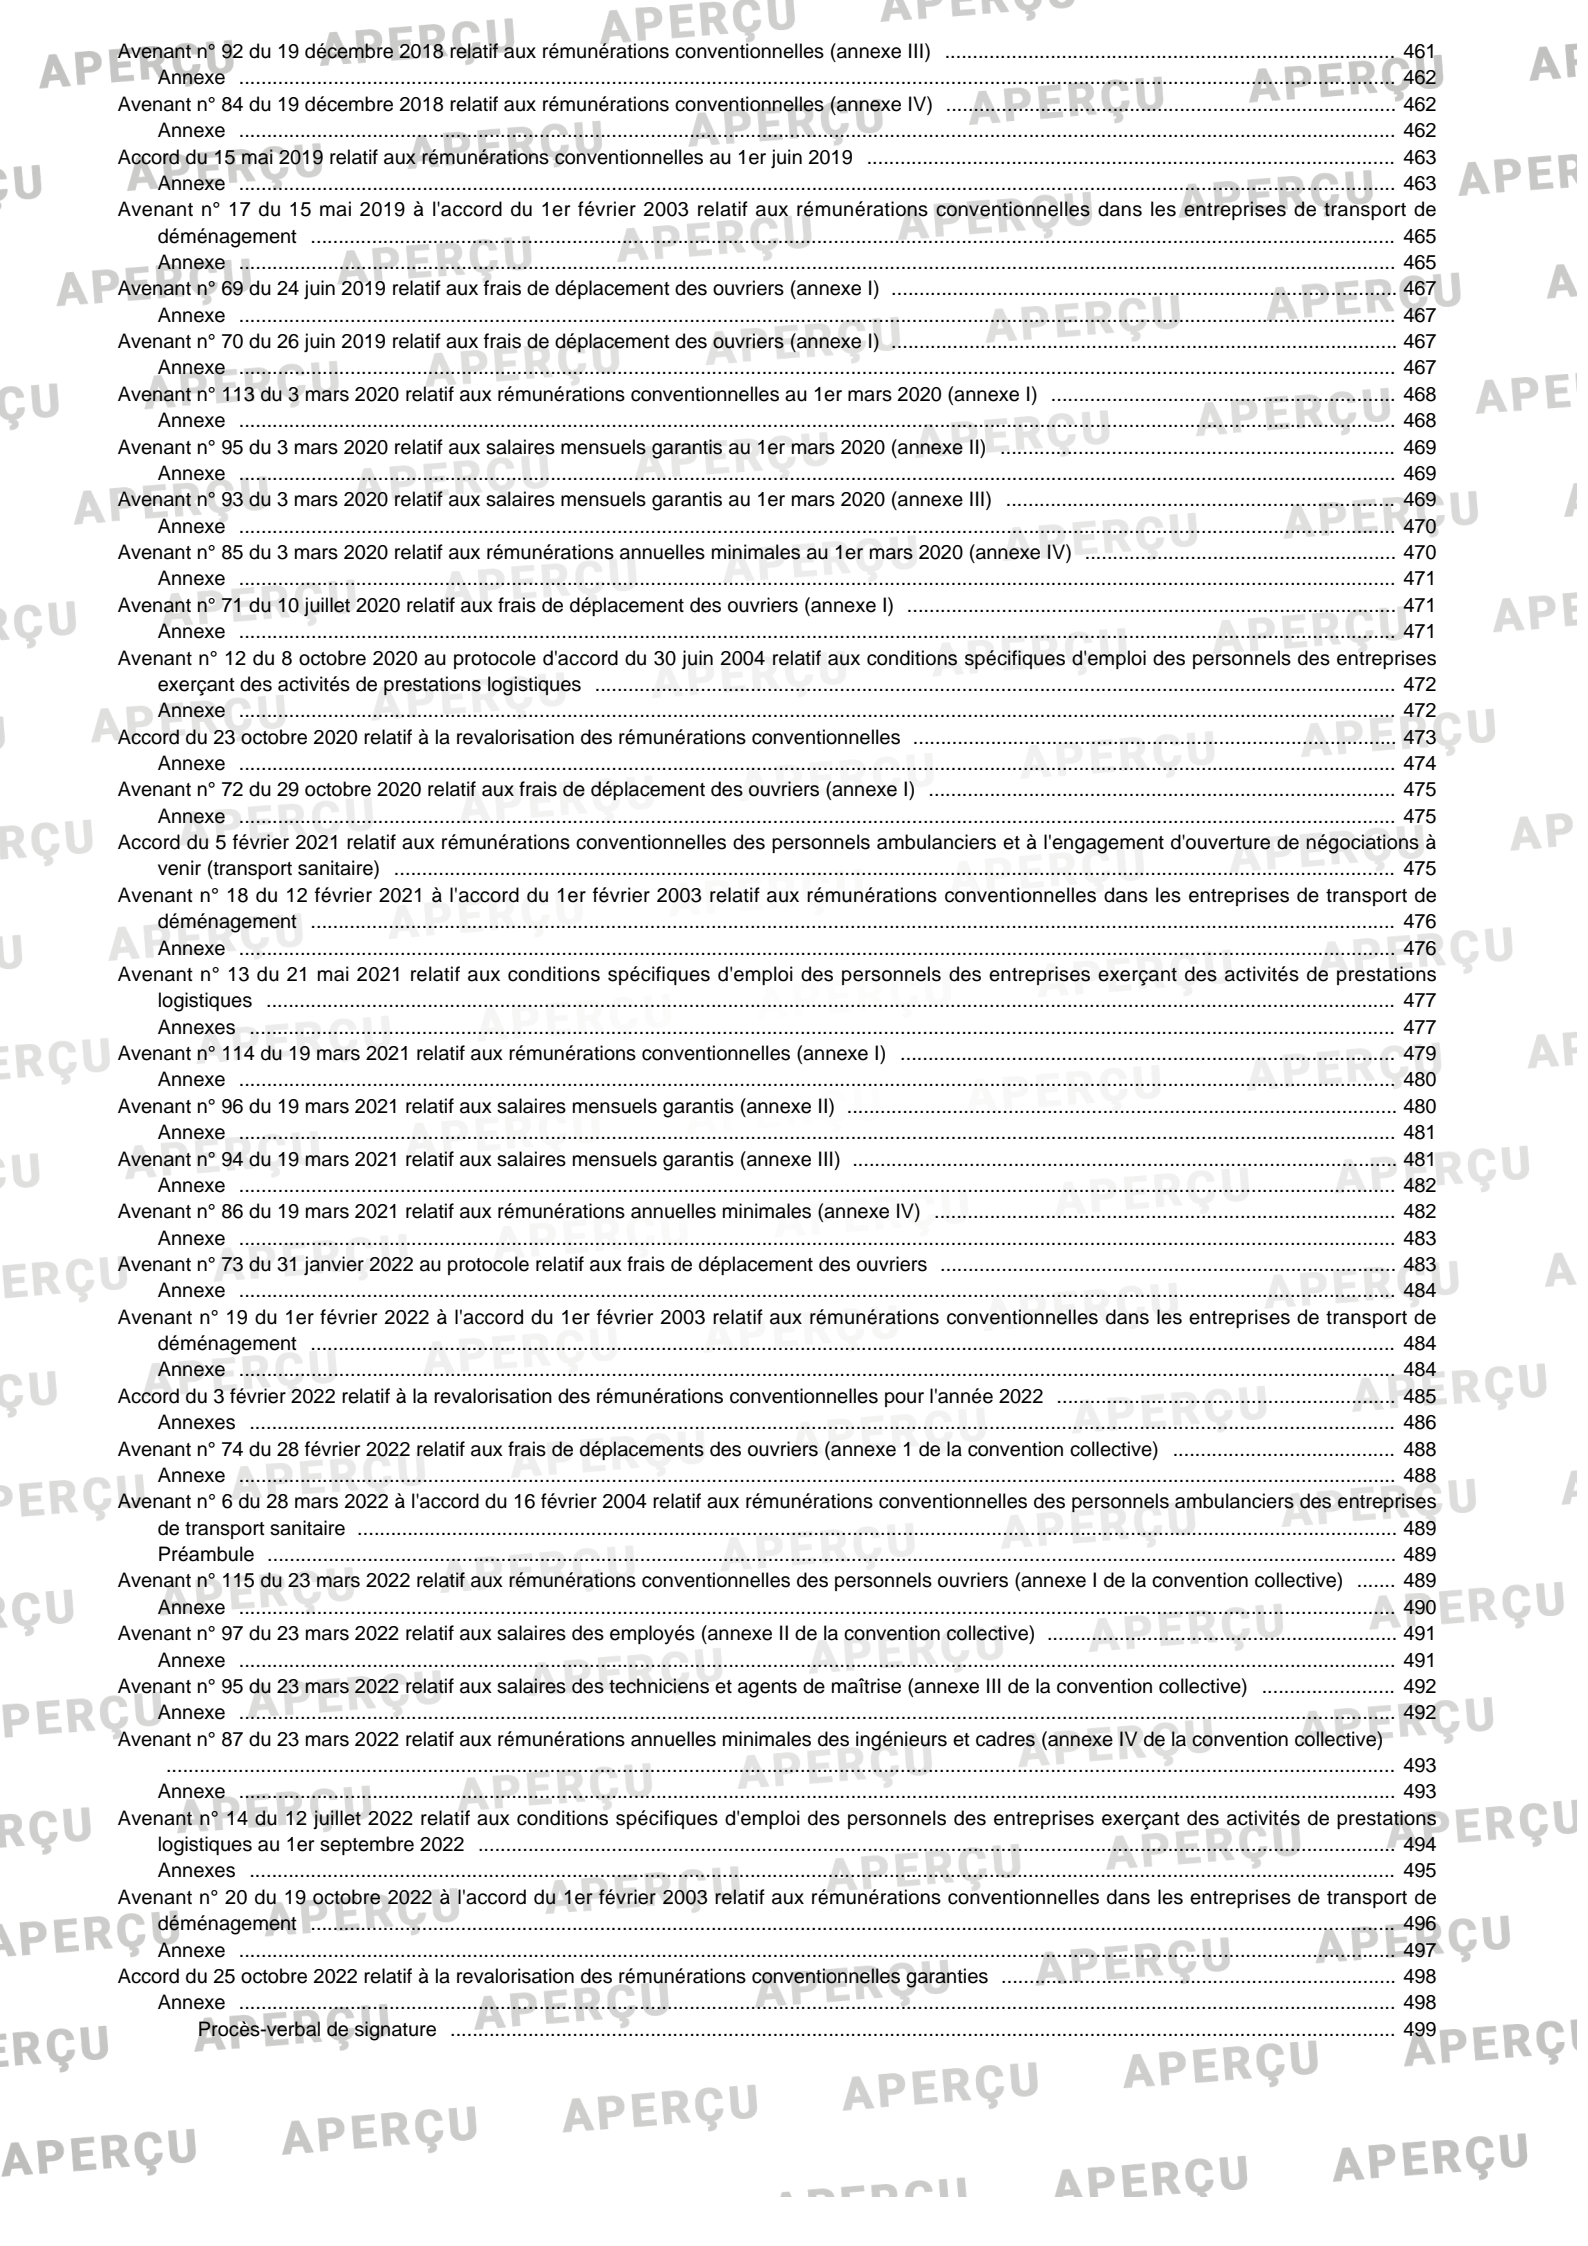 Avenant n° 92 du 19 décembre 2018 relatif aux rémunérations conventionnelles (annexe III) ... 461
Annexe ... 462
Avenant n° 84 du 19 décembre 2018 relatif aux rémunérations conventionnelles (annexe IV) ... 462
Annexe ... 462
Accord du 15 mai 2019 relatif aux rémunérations conventionnelles au 1er juin 2019 ... 463
Annexe ... 463
Avenant n° 17 du 15 mai 2019 à l'accord du 1er février 2003 relatif aux rémunérations conventionnelles dans les entreprises de transport de
déménagement ... 465
Annexe ... 465
Avenant n° 69 du 24 juin 2019 relatif aux frais de déplacement des ouvriers (annexe I) ... 467
Annexe ... 467
Avenant n° 70 du 26 juin 2019 relatif aux frais de déplacement des ouvriers (annexe I) ... 467
Annexe ... 467
Avenant n° 113 du 3 mars 2020 relatif aux rémunérations conventionnelles au 1er mars 2020 (annexe I) ... 468
Annexe ... 468
Avenant n° 95 du 3 mars 2020 relatif aux salaires mensuels garantis au 1er mars 2020 (annexe II) ... 469
Annexe ... 469
Avenant n° 93 du 3 mars 2020 relatif aux salaires mensuels garantis au 1er mars 2020 (annexe III) ... 469
Annexe ... 470
Avenant n° 85 du 3 mars 2020 relatif aux rémunérations annuelles minimales au 1er mars 2020 (annexe IV) ... 470
Annexe ... 471
Avenant n° 71 du 10 juillet 2020 relatif aux frais de déplacement des ouvriers (annexe I) ... 471
Annexe ... 471
Avenant n° 12 du 8 octobre 2020 au protocole d'accord du 30 juin 2004 relatif aux conditions spécifiques d'emploi des personnels des entreprises
exerçant des activités de prestations logistiques ... 472
Annexe ... 472
Accord du 23 octobre 2020 relatif à la revalorisation des rémunérations conventionnelles ... 473
Annexe ... 474
Avenant n° 72 du 29 octobre 2020 relatif aux frais de déplacement des ouvriers (annexe I) ... 475
Annexe ... 475
Accord du 5 février 2021 relatif aux rémunérations conventionnelles des personnels ambulanciers et à l'engagement d'ouverture de négociations à
venir (transport sanitaire) ... 475
Avenant n° 18 du 12 février 2021 à l'accord du 1er février 2003 relatif aux rémunérations conventionnelles dans les entreprises de transport de
déménagement ... 476
Annexe ... 476
Avenant n° 13 du 21 mai 2021 relatif aux conditions spécifiques d'emploi des personnels des entreprises exerçant des activités de prestations
logistiques ... 477
Annexes ... 477
Avenant n° 114 du 19 mars 2021 relatif aux rémunérations conventionnelles (annexe I) ... 479
Annexe ... 480
Avenant n° 96 du 19 mars 2021 relatif aux salaires mensuels garantis (annexe II) ... 480
Annexe ... 481
Avenant n° 94 du 19 mars 2021 relatif aux salaires mensuels garantis (annexe III) ... 481
Annexe ... 482
Avenant n° 86 du 19 mars 2021 relatif aux rémunérations annuelles minimales (annexe IV) ... 482
Annexe ... 483
Avenant n° 73 du 31 janvier 2022 au protocole relatif aux frais de déplacement des ouvriers ... 483
Annexe ... 484
Avenant n° 19 du 1er février 2022 à l'accord du 1er février 2003 relatif aux rémunérations conventionnelles dans les entreprises de transport de
déménagement ... 484
Annexe ... 484
Accord du 3 février 2022 relatif à la revalorisation des rémunérations conventionnelles pour l'année 2022 ... 485
Annexes ... 486
Avenant n° 74 du 28 février 2022 relatif aux frais de déplacements des ouvriers (annexe 1 de la convention collective) ... 488
Annexe ... 488
Avenant n° 6 du 28 mars 2022 à l'accord du 16 février 2004 relatif aux rémunérations conventionnelles des personnels ambulanciers des entreprises
de transport sanitaire ... 489
Préambule ... 489
Avenant n° 115 du 23 mars 2022 relatif aux rémunérations conventionnelles des personnels ouvriers (annexe I de la convention collective) ... 489
Annexe ... 490
Avenant n° 97 du 23 mars 2022 relatif aux salaires des employés (annexe II de la convention collective) ... 491
Annexe ... 491
Avenant n° 95 du 23 mars 2022 relatif aux salaires des techniciens et agents de maîtrise (annexe III de la convention collective) ... 492
Annexe ... 492
Avenant n° 87 du 23 mars 2022 relatif aux rémunérations annuelles minimales des ingénieurs et cadres (annexe IV de la convention collective)
... 493
Annexe ... 493
Avenant n° 14 du 12 juillet 2022 relatif aux conditions spécifiques d'emploi des personnels des entreprises exerçant des activités de prestations
logistiques au 1er septembre 2022 ... 494
Annexes ... 495
Avenant n° 20 du 19 octobre 2022 à l'accord du 1er février 2003 relatif aux rémunérations conventionnelles dans les entreprises de transport de
déménagement ... 496
Annexe ... 497
Accord du 25 octobre 2022 relatif à la revalorisation des rémunérations conventionnelles garanties ... 498
Annexe ... 498
Procès-verbal de signature ... 499
APERÇU